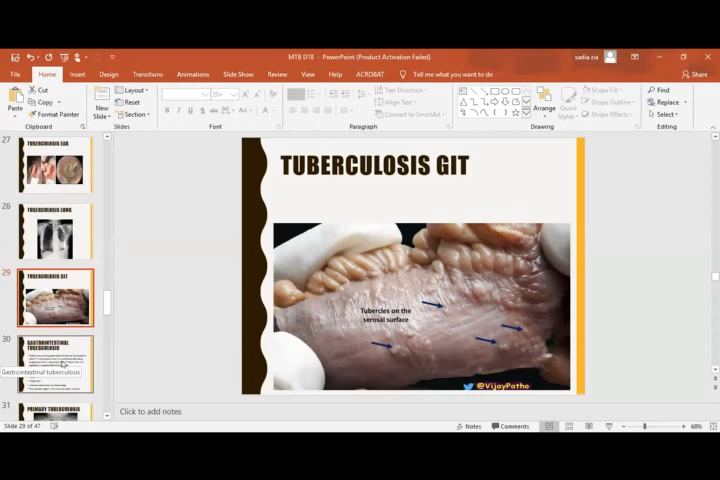 MTB D18 - PowerPoint (Product Activation Failed)
sadia zia
File Home Insert Design Transitions Animations Slide Show Review View Help ACROBAT Tell me what you want to do Share
Paste
Cut
Copy
Format Painter
Clipboard
New Slide
Layout
Reset
Section
Slides
Font
Text Direction
Align Text
Convert to SmartArt
Paragraph
Arrange
Quick Styles
Shape Fill
Shape Outline
Shape Effects
Drawing
Find
Replace
Select
Editing
27
TUBERCULOSIS LAB
28
TUBERCULOSIS LUNG
29
TUBERCULOSIS GIT
30
GASTROINTESTINAL
TUBERCULOSIS
Gastrointestinal tuberculosis
31
PRIMARY TUBERCULOSIS
TUBERCULOSIS GIT
Tubercles on the
serosal surface
@VijayPatho
Click to add notes
Slide 29 of 47
Notes Comments 68%